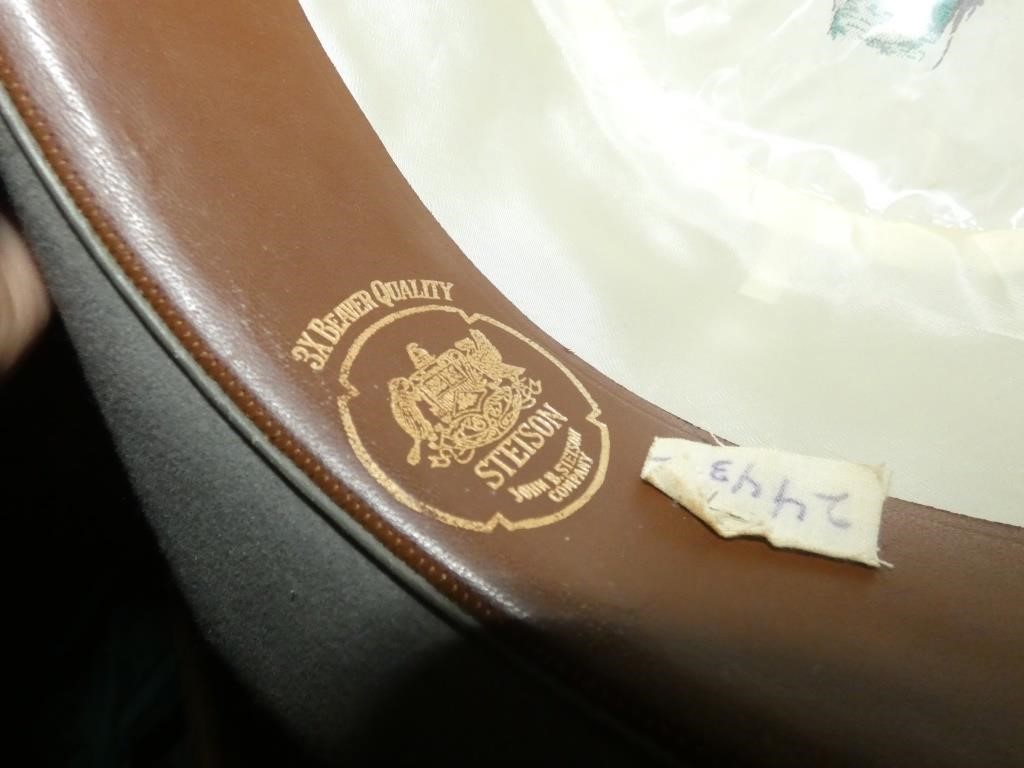 3X BEAVER QUALITY
STETSON
JOHN B. STETSON
COMPANY
2443